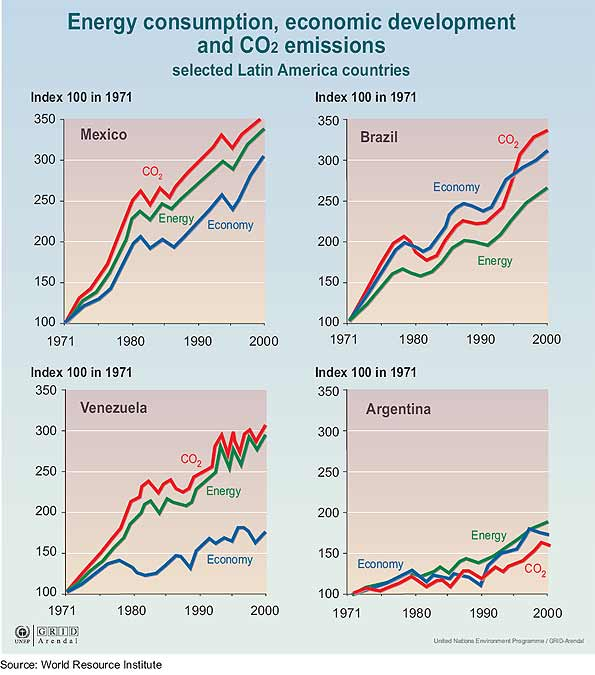 Energy consumption, economic development
and CO2 emissions
selected Latin America countries
Index 100 in 1971
350
300
250
200
150
100
1971
1980
1990
2000
Mexico
CO2
Energy
Economy
Index 100 in 1971
350
300
250
200
150
100
1971
1980
1990
2000
Brazil
CO2
Economy
Energy
Index 100 in 1971
350
300
250
200
150
100
1971
1980
1990
2000
Venezuela
CO2
Energy
Economy
Index 100 in 1971
350
300
250
200
150
100
1971
1980
1990
2000
Argentina
Energy
Economy
CO2
UNEP
GRID
Arendal
United Nations Environment Programme / GRID-Arendal
Source: World Resource Institute